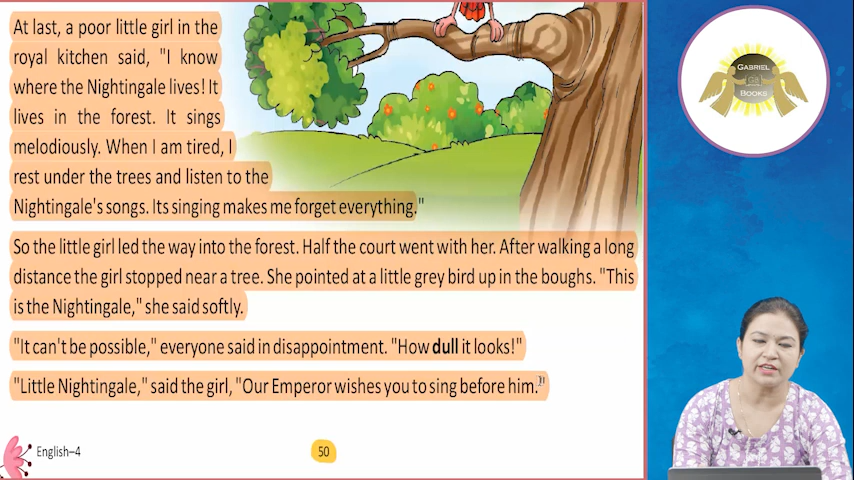 At last, a poor little girl in the
royal kitchen said, "I know
where the Nightingale lives! It
lives in the forest. It sings
melodiously. When I am tired, I
rest under the trees and listen to the
Nightingale's songs. Its singing makes me forget everything."
So the little girl led the way into the forest. Half the court went with her. After walking a long
distance the girl stopped near a tree. She pointed at a little grey bird up in the boughs. "This
is the Nightingale," she said softly.
"It can't be possible," everyone said in disappointment. "How dull it looks!"
"Little Nightingale," said the girl, "Our Emperor wishes you to sing before him."
English–4
50
GABRIEL
BOOKS